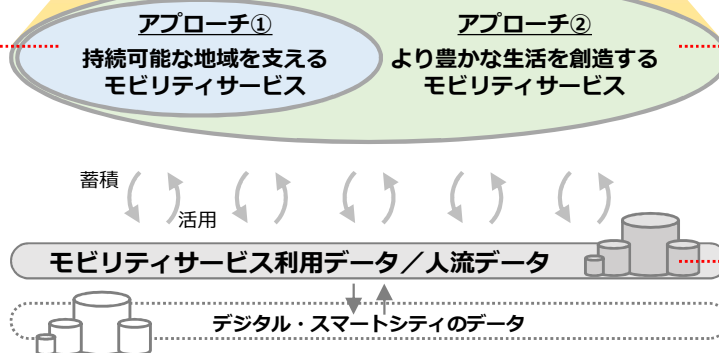 アプローチ①
持続可能な地域を支える
モビリティサービス
アプローチ②
より豊かな生活を創造する
モビリティサービス
蓄積
活用
モビリティサービス利用データ／人流データ
デジタル・スマートシティのデータ